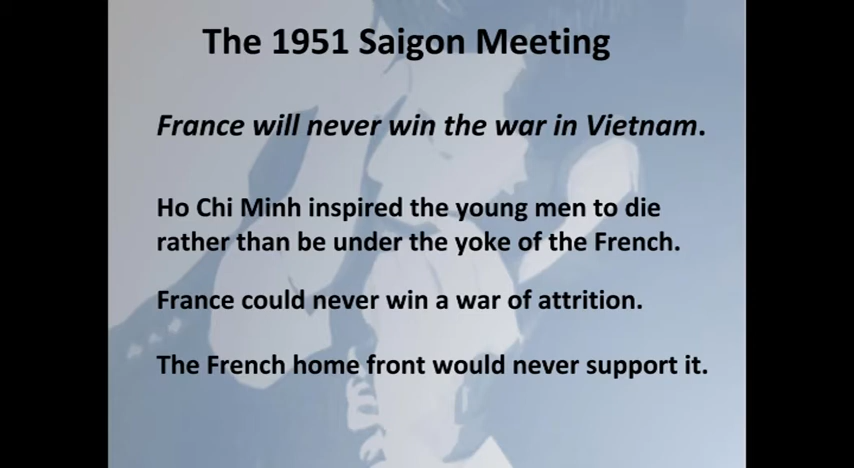 The 1951 Saigon Meeting
France will never win the war in Vietnam.
Ho Chi Minh inspired the young men to die
rather than be under the yoke of the French.
France could never win a war of attrition.
The French home front would never support it.